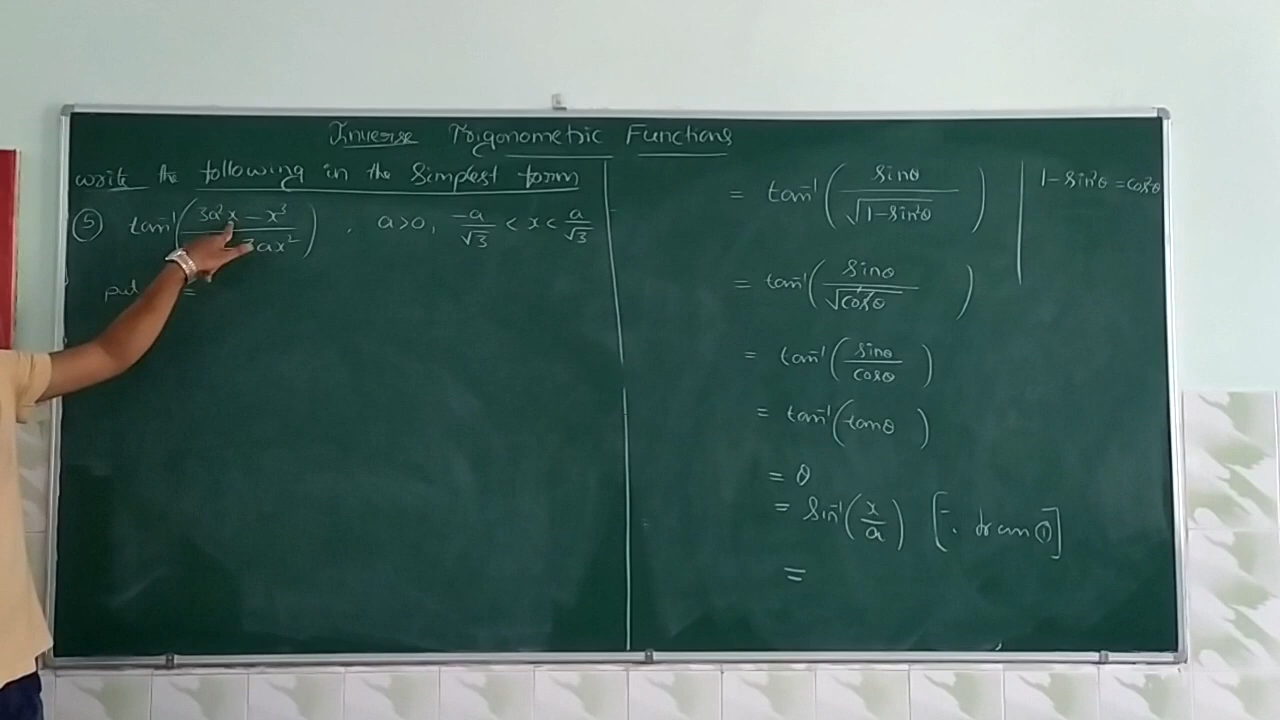 Inverse Trigonometric Functions
Write the following in the Simplest form
⑤ tan⁻¹(3a²x - x³ / 3ax²) , a>0, -a/√3 < x < a/√3
put =
= tan⁻¹(sinθ / √1-sin²θ)
1-sin²θ = cos²θ
= tan⁻¹(sinθ / √cos²θ)
= tan⁻¹(sinθ / cosθ)
= tan⁻¹(tanθ)
= θ
= sin⁻¹(x/a) [∵ from ①]
=